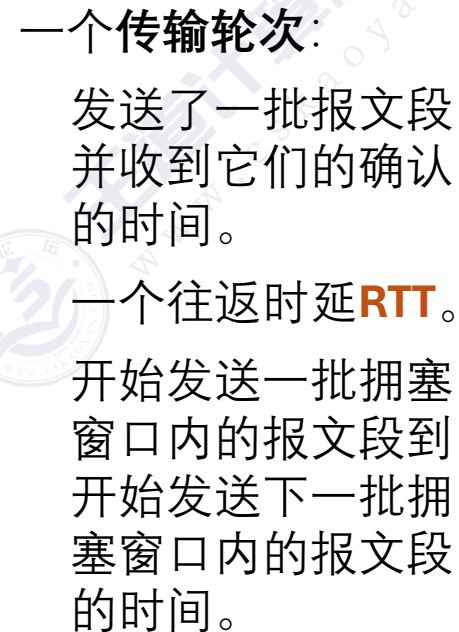 一个传输轮次：
发送了一批报文段
并收到它们的确认
的时间。
一个往返时延RTT。
开始发送一批拥塞
窗口内的报文段到
开始发送下一批拥
塞窗口内的报文段
的时间。